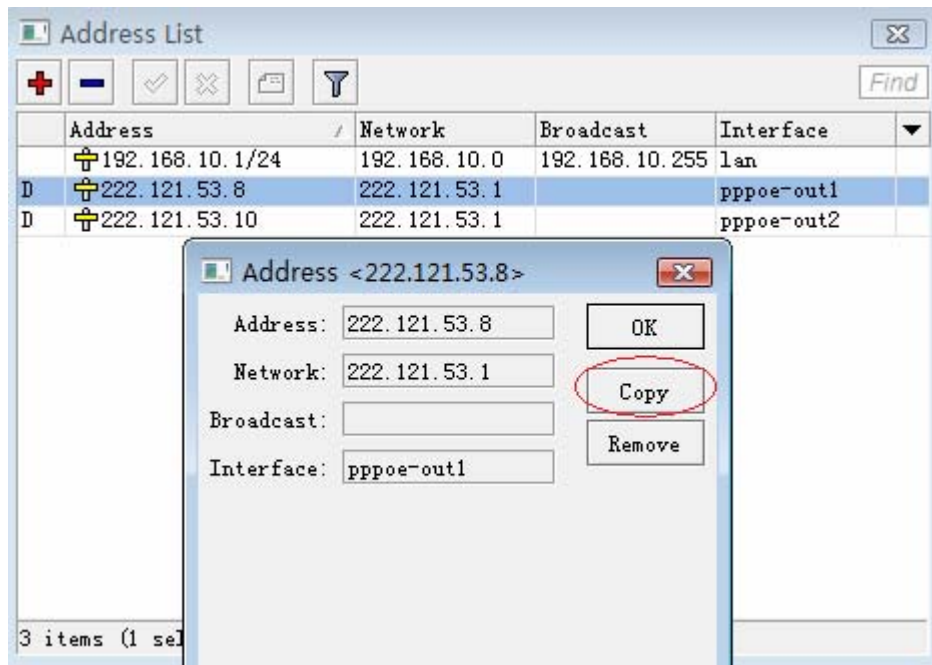 Address List
Find
Address Network Broadcast Interface
192.168.10.1/24 192.168.10.0 192.168.10.255 lan
D 222.121.53.8 222.121.53.1 pppoe-out1
D 222.121.53.10 222.121.53.1 pppoe-out2
Address <222.121.53.8>
Address: 222.121.53.8 OK
Network: 222.121.53.1 Copy
Broadcast:
Remove
Interface: pppoe-out1
3 items (1 sel